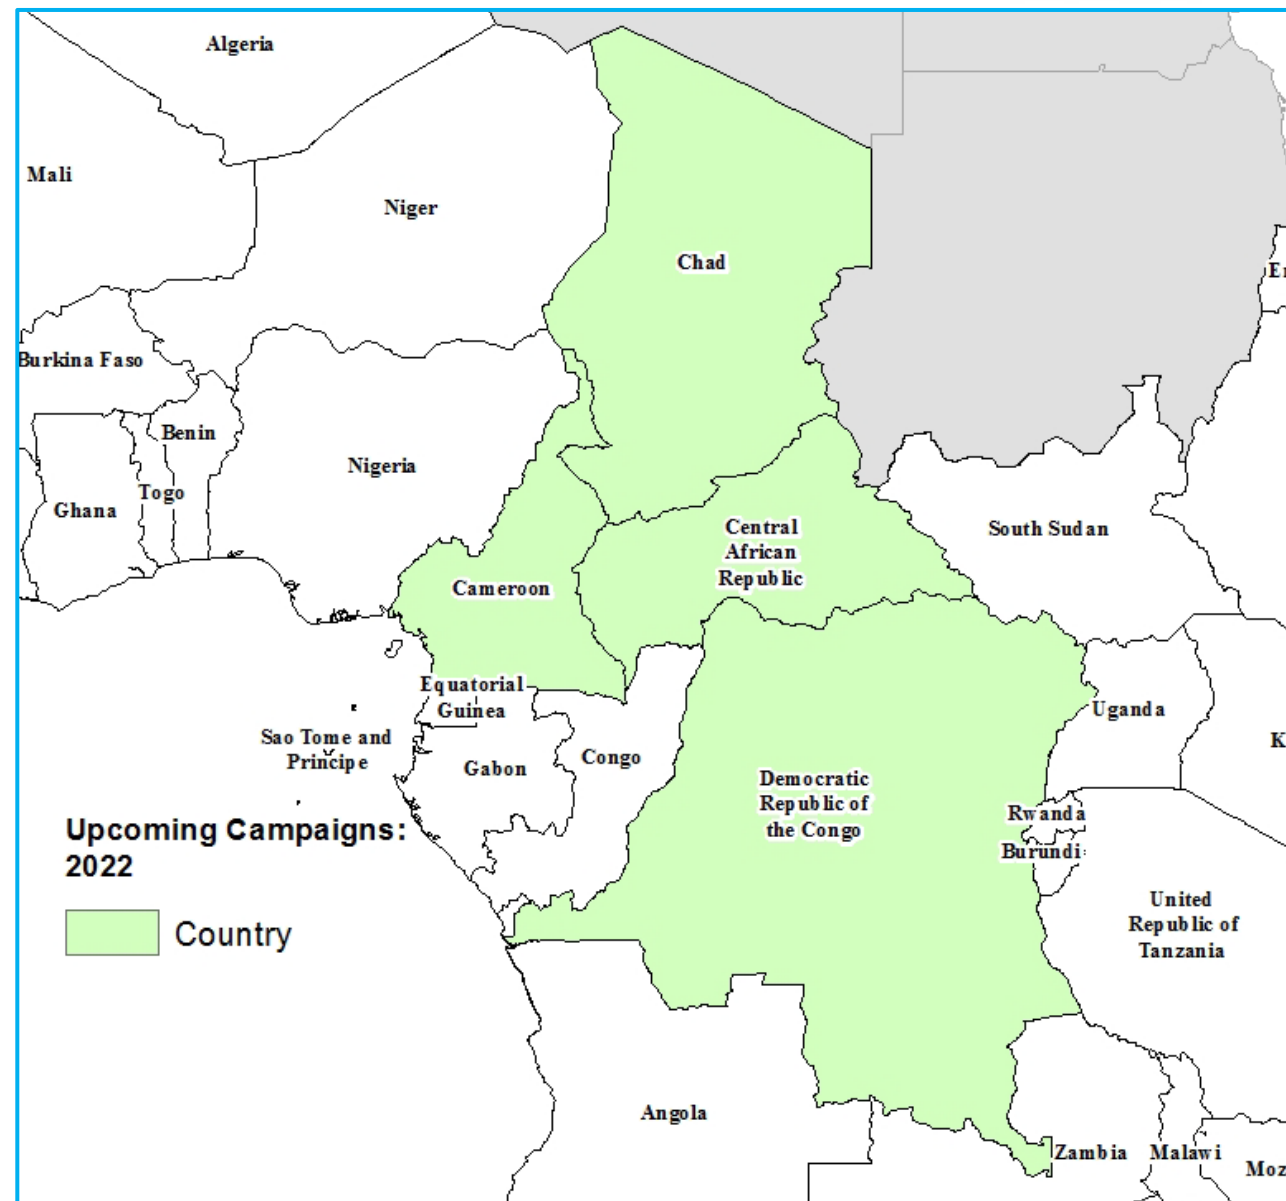 Algeria
Mali
Niger
Chad
Er
Burkina Faso
Benin
Nigeria
Togo
Ghana
South Sudan
Central
African
Republic
Cameroon
Equatorial
Guinea
Uganda
Sao Tome and
Principe
Gabon
Congo
K
Democratic
Republic of
the Congo
Rwanda
Burundi
Upcoming Campaigns:
2022
Country
United
Republic of
Tanzania
Angola
Zambia
Malawi
Moz